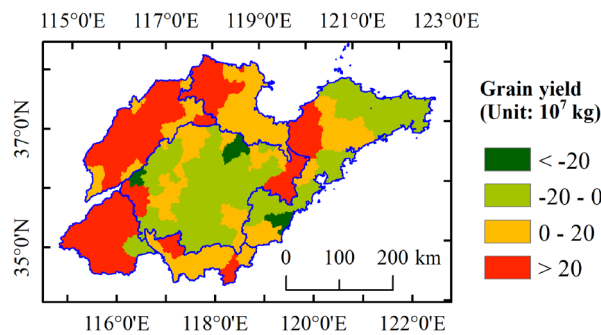 115°0'E 117°0'E 119°0'E 121°0'E 123°0'E
37°0'N
35°0'N
Grain yield
(Unit: 10⁷ kg)
< -20
-20 - 0
0 - 20
> 20
0 100 200 km
116°0'E 118°0'E 120°0'E 122°0'E